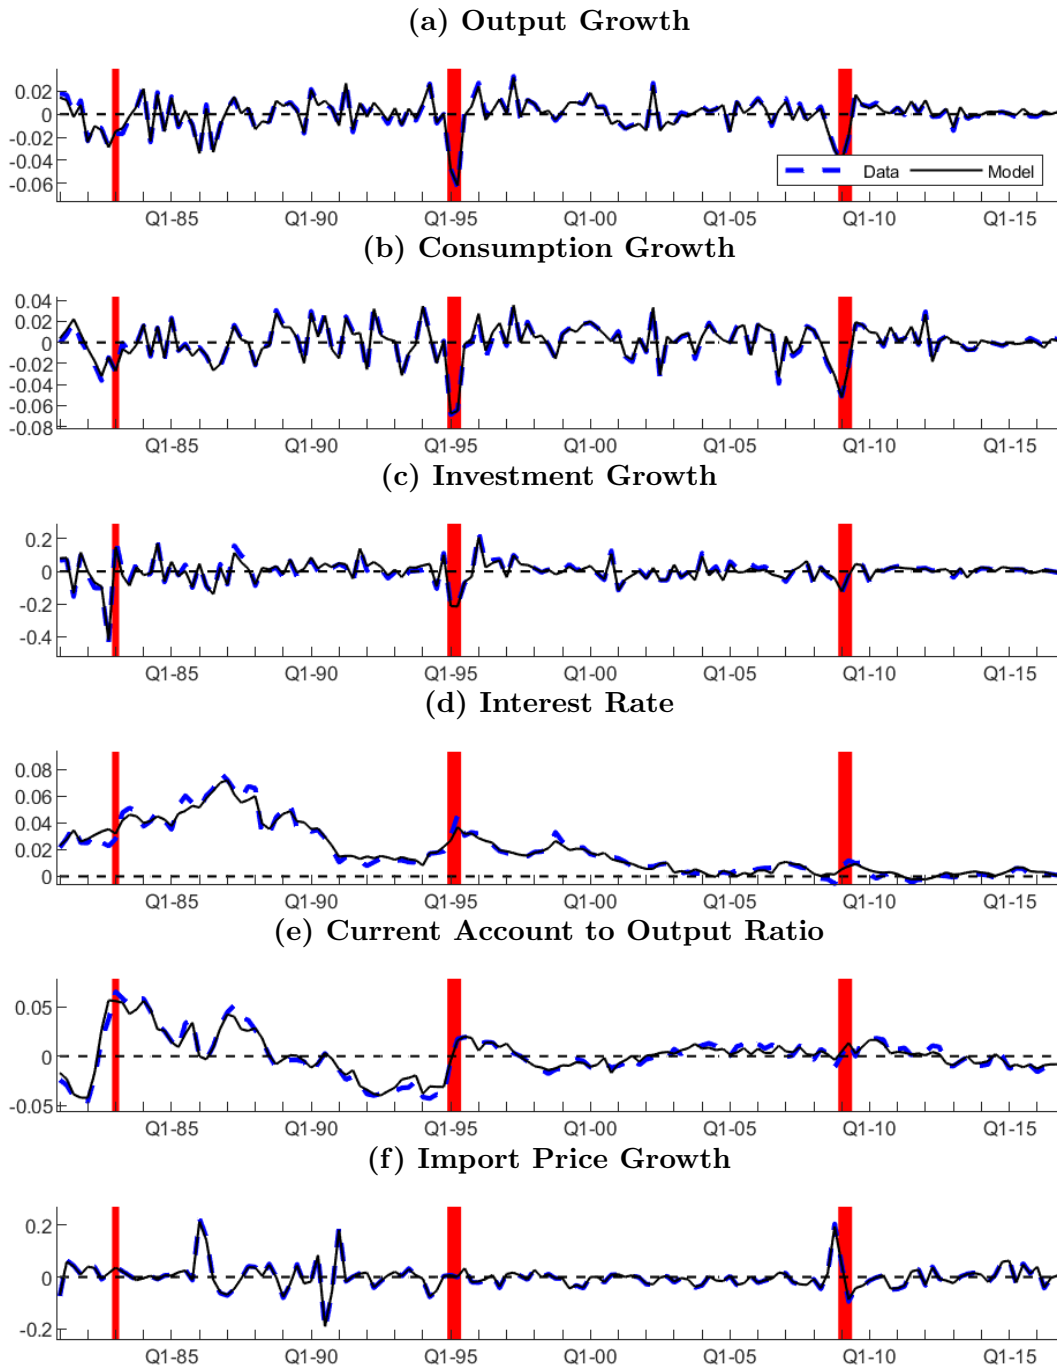 (a) Output Growth
0.02
0
-0.02
-0.04
-0.06
Data Model
Q1-85 Q1-90 Q1-95 Q1-00 Q1-05 Q1-10 Q1-15
(b) Consumption Growth
0.04
0.02
0
-0.02
-0.04
-0.06
-0.08
Q1-85 Q1-90 Q1-95 Q1-00 Q1-05 Q1-10 Q1-15
(c) Investment Growth
0.2
0
-0.2
-0.4
Q1-85 Q1-90 Q1-95 Q1-00 Q1-05 Q1-10 Q1-15
(d) Interest Rate
0.08
0.06
0.04
0.02
0
Q1-85 Q1-90 Q1-95 Q1-00 Q1-05 Q1-10 Q1-15
(e) Current Account to Output Ratio
0.05
0
-0.05
Q1-85 Q1-90 Q1-95 Q1-00 Q1-05 Q1-10 Q1-15
(f) Import Price Growth
0.2
0
-0.2
Q1-85 Q1-90 Q1-95 Q1-00 Q1-05 Q1-10 Q1-15